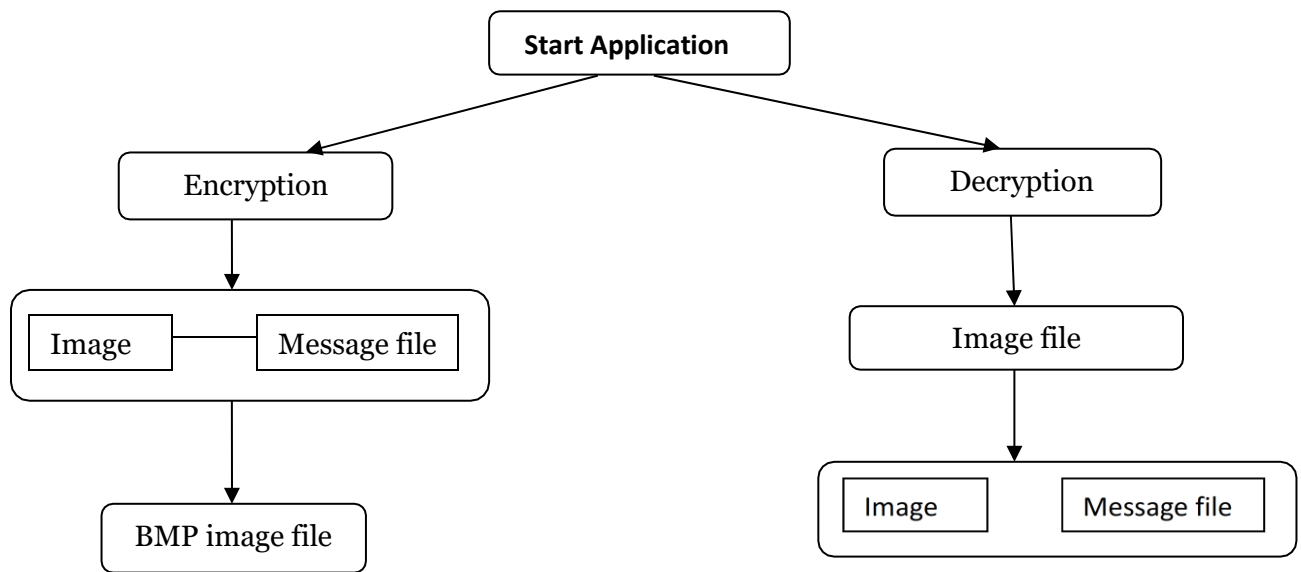 Start Application
Encryption
Decryption
Image
Message file
Image file
BMP image file
Image
Message file